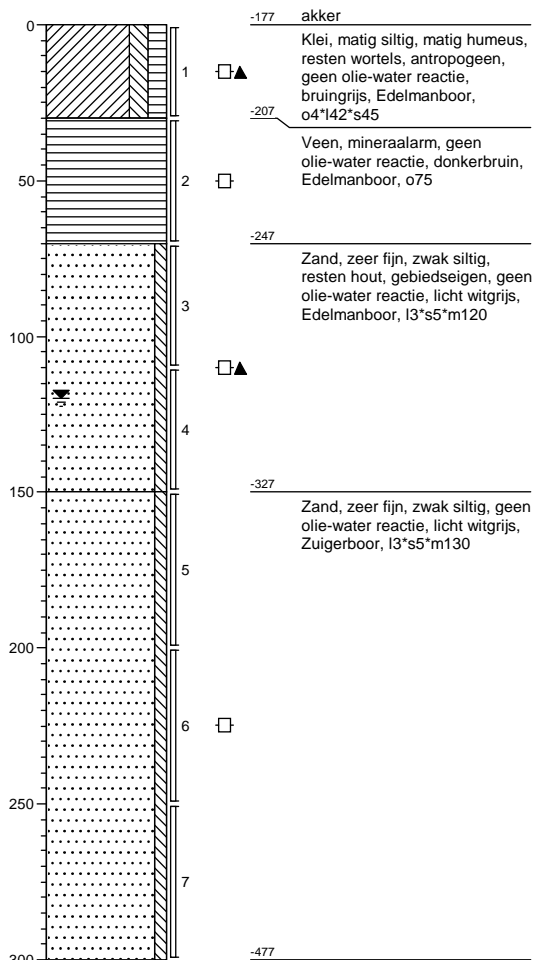 0
50
100
150
200
250
300
1
2
3
4
5
6
7
-177 akker
Klei, matig siltig, matig humeus,
resten wortels, antropogeen,
geen olie-water reactie,
bruingrijs, Edelmanboor,
o4*l42*s45
-207
Veen, mineraalarm, geen
olie-water reactie, donkerbruin,
Edelmanboor, o75
-247
Zand, zeer fijn, zwak siltig,
resten hout, gebiedseigen, geen
olie-water reactie, licht witgrijs,
Edelmanboor, l3*s5*m120
-327
Zand, zeer fijn, zwak siltig, geen
olie-water reactie, licht witgrijs,
Zuigerboor, l3*s5*m130
-477